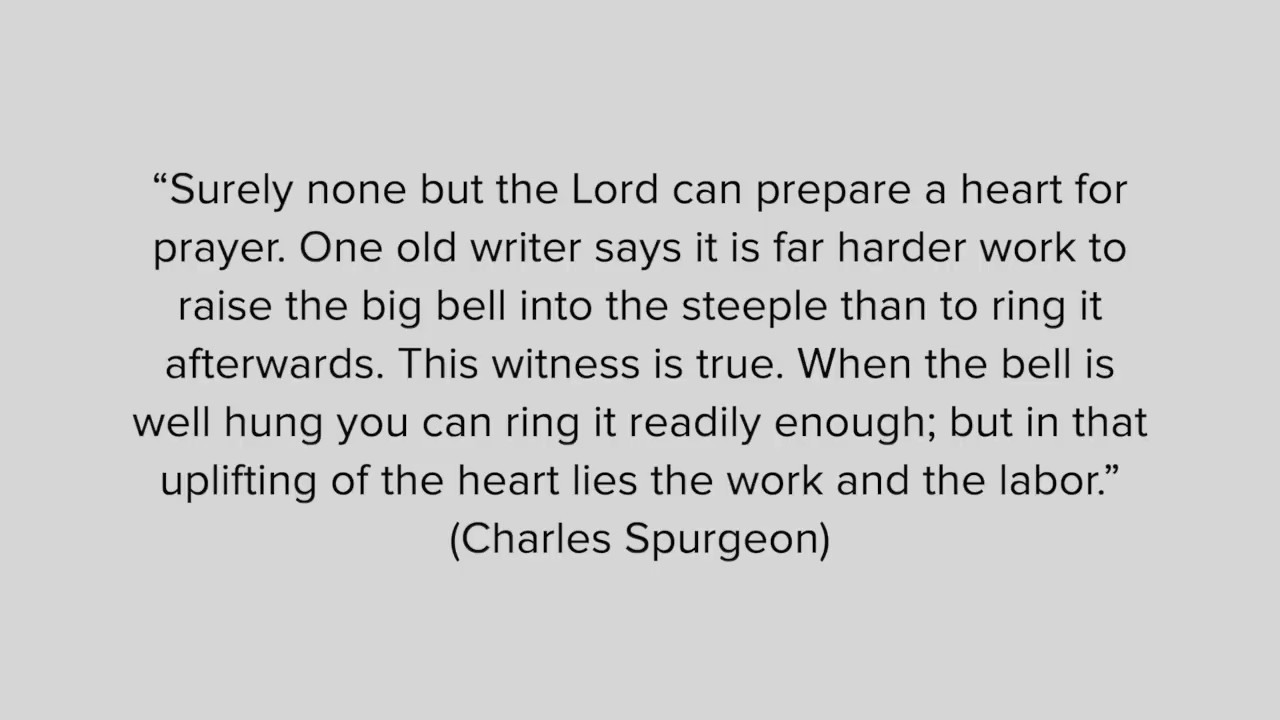 “Surely none but the Lord can prepare a heart for
prayer. One old writer says it is far harder work to
raise the big bell into the steeple than to ring it
afterwards. This witness is true. When the bell is
well hung you can ring it readily enough; but in that
uplifting of the heart lies the work and the labor.”
(Charles Spurgeon)